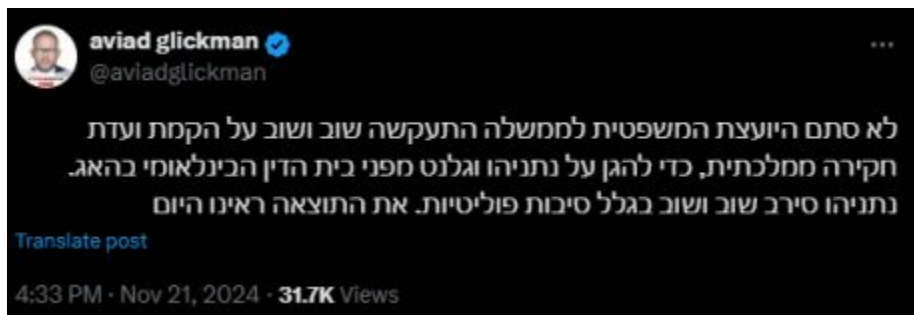 aviad glickman
@aviadglickman
לא סתם היועצת המשפטית לממשלה התעקשה שוב ושוב על הקמת ועדת
חקירה ממלכתית, כדי להגן על נתניהו וגלנט מפני בית הדין הבינלאומי בהאג.
נתניהו סירב שוב ושוב בגלל סיבות פוליטיות. את התוצאה ראינו היום
Translate post
4:33 PM · Nov 21, 2024 · 31.7K Views